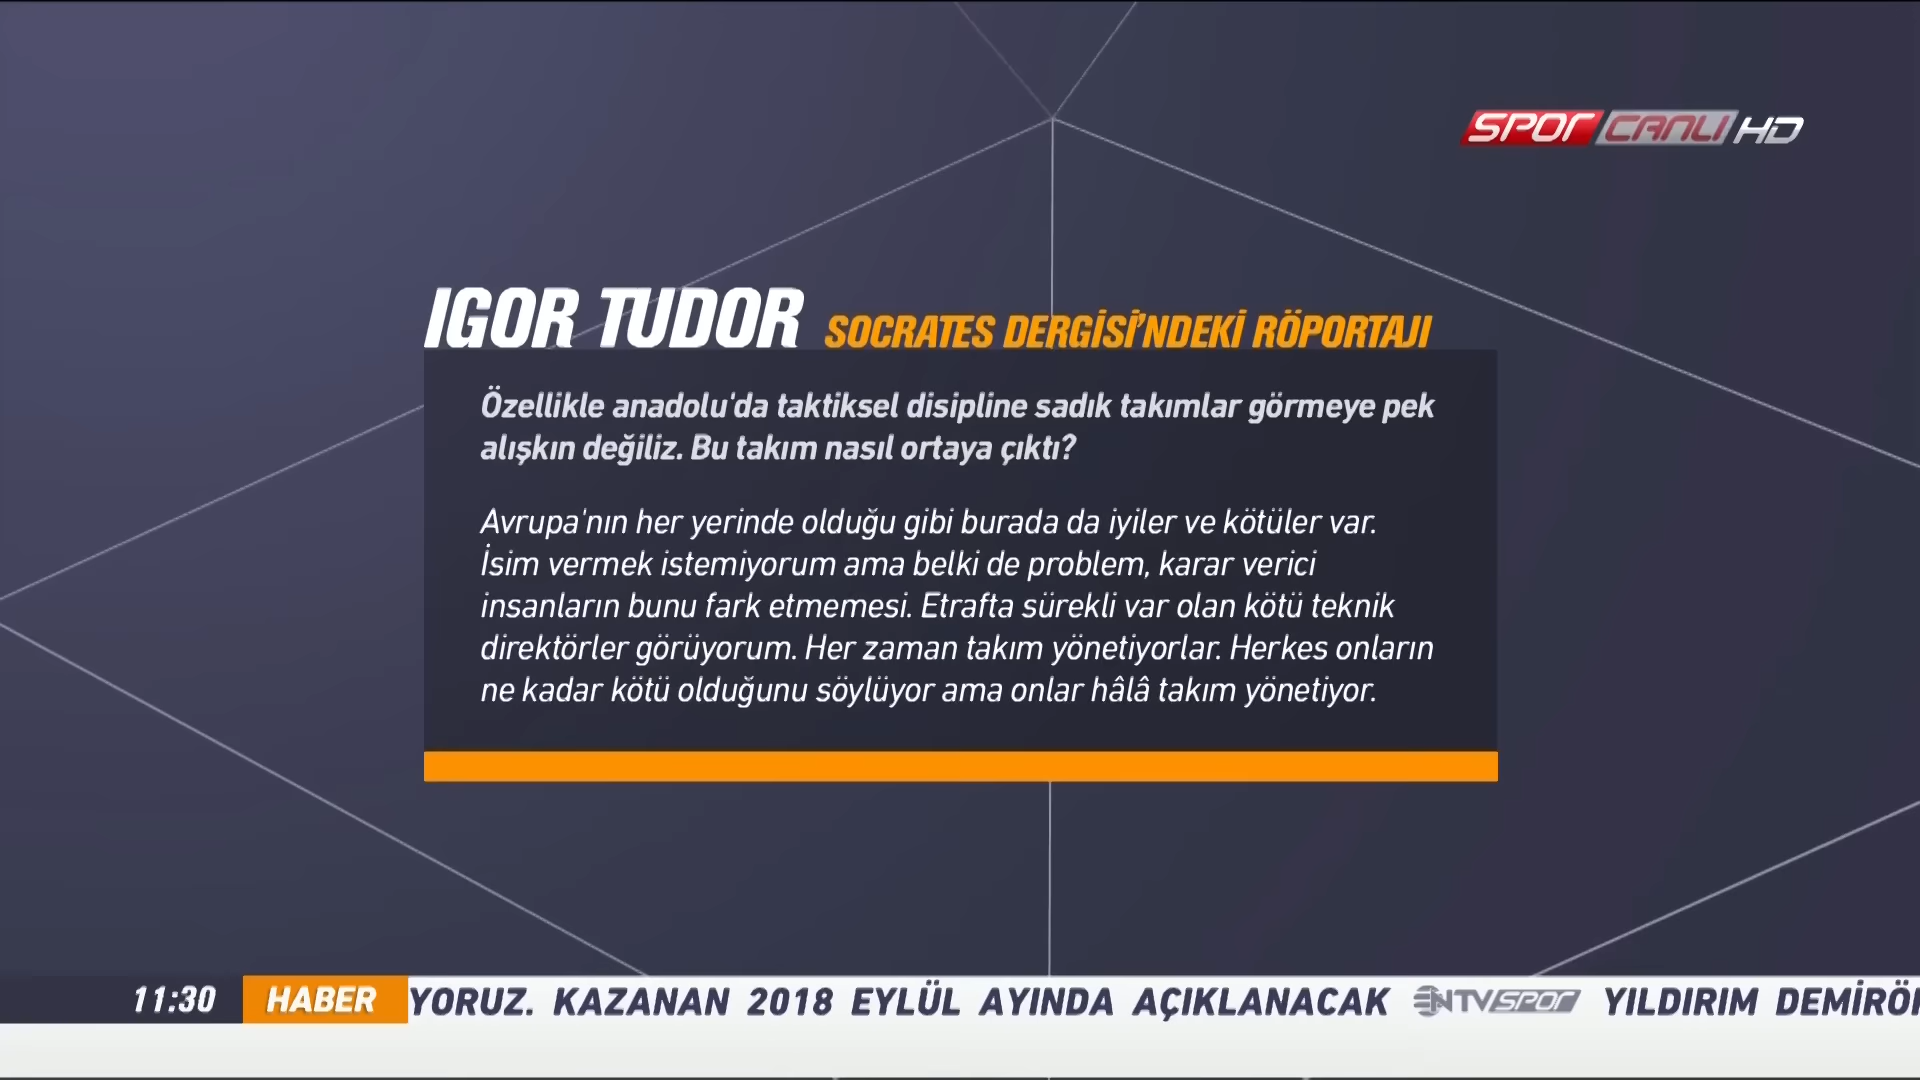 SPOR CANLI HD
IGOR TUDOR SOCRATES DERGİSİ'NDEKİ RÖPORTAJI
Özellikle anadolu'da taktiksel disipline sadık takımlar görmeye pek
alışkın değiliz. Bu takım nasıl ortaya çıktı?
Avrupa'nın her yerinde olduğu gibi burada da iyiler ve kötüler var.
İsim vermek istemiyorum ama belki de problem, karar verici
insanların bunu fark etmemesi. Etrafta sürekli var olan kötü teknik
direktörler görüyorum. Her zaman takım yönetiyorlar. Herkes onların
ne kadar kötü olduğunu söylüyor ama onlar hâlâ takım yönetiyor.
11:30 HABER YORUZ. KAZANAN 2018 EYLÜL AYINDA AÇIKLANACAK NTVSPOR YILDIRIM DEMİRÖ